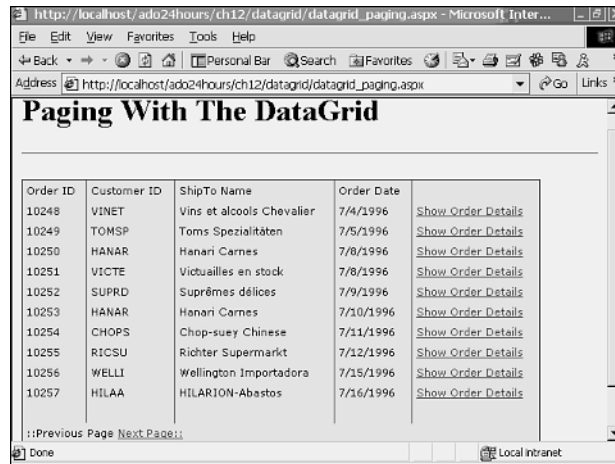 http://localhost/ado24hours/ch12/datagrid/datagrid_paging.aspx - Microsoft Inter...
File Edit View Favorites Tools Help
Back Personal Bar Search Favorites
Address http://localhost/ado24hours/ch12/datagrid/datagrid_paging.aspx Go Links
Paging With The DataGrid
Order ID Customer ID ShipTo Name Order Date
10248 VINET Vins et alcools Chevalier 7/4/1996 Show Order Details
10249 TOMSP Toms Spezialitäten 7/5/1996 Show Order Details
10250 HANAR Hanari Carnes 7/8/1996 Show Order Details
10251 VICTE Victuailles en stock 7/8/1996 Show Order Details
10252 SUPRD Suprêmes délices 7/9/1996 Show Order Details
10253 HANAR Hanari Carnes 7/10/1996 Show Order Details
10254 CHOPS Chop-suey Chinese 7/11/1996 Show Order Details
10255 RICSU Richter Supermarkt 7/12/1996 Show Order Details
10256 WELLI Wellington Importadora 7/15/1996 Show Order Details
10257 HILAA HILARION-Abastos 7/16/1996 Show Order Details
::Previous Page Next Page::
Done Local intranet